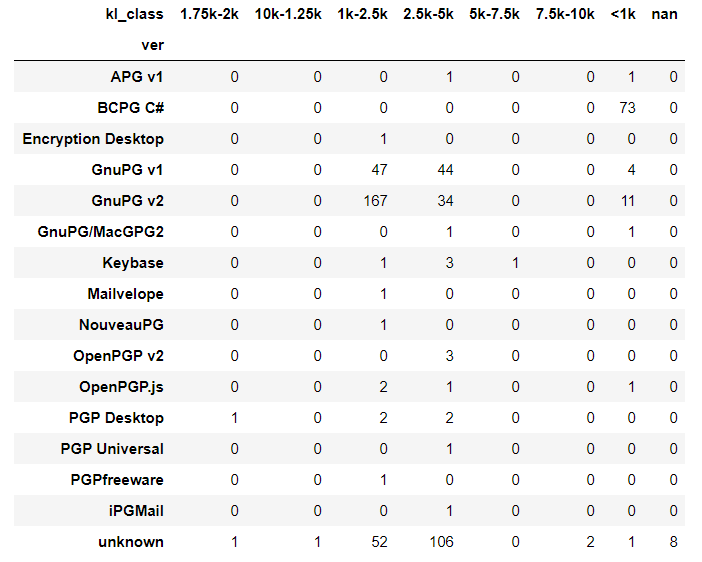 kl_class 1.75k-2k 10k-1.25k 1k-2.5k 2.5k-5k 5k-7.5k 7.5k-10k <1k nan
ver
APG v1 0 0 0 1 0 0 1 0
BCPG C# 0 0 0 0 0 0 73 0
Encryption Desktop 0 0 1 0 0 0 0 0
GnuPG v1 0 0 47 44 0 0 4 0
GnuPG v2 0 0 167 34 0 0 11 0
GnuPG/MacGPG2 0 0 0 1 0 0 1 0
Keybase 0 0 1 3 1 0 0 0
Mailvelope 0 0 1 0 0 0 0 0
NouveauPG 0 0 1 0 0 0 0 0
OpenPGP v2 0 0 0 3 0 0 0 0
OpenPGP.js 0 0 2 1 0 0 1 0
PGP Desktop 1 0 2 2 0 0 0 0
PGP Universal 0 0 0 1 0 0 0 0
PGPfreeware 0 0 1 0 0 0 0 0
iPGMail 0 0 0 1 0 0 0 0
unknown 1 1 52 106 0 2 1 8